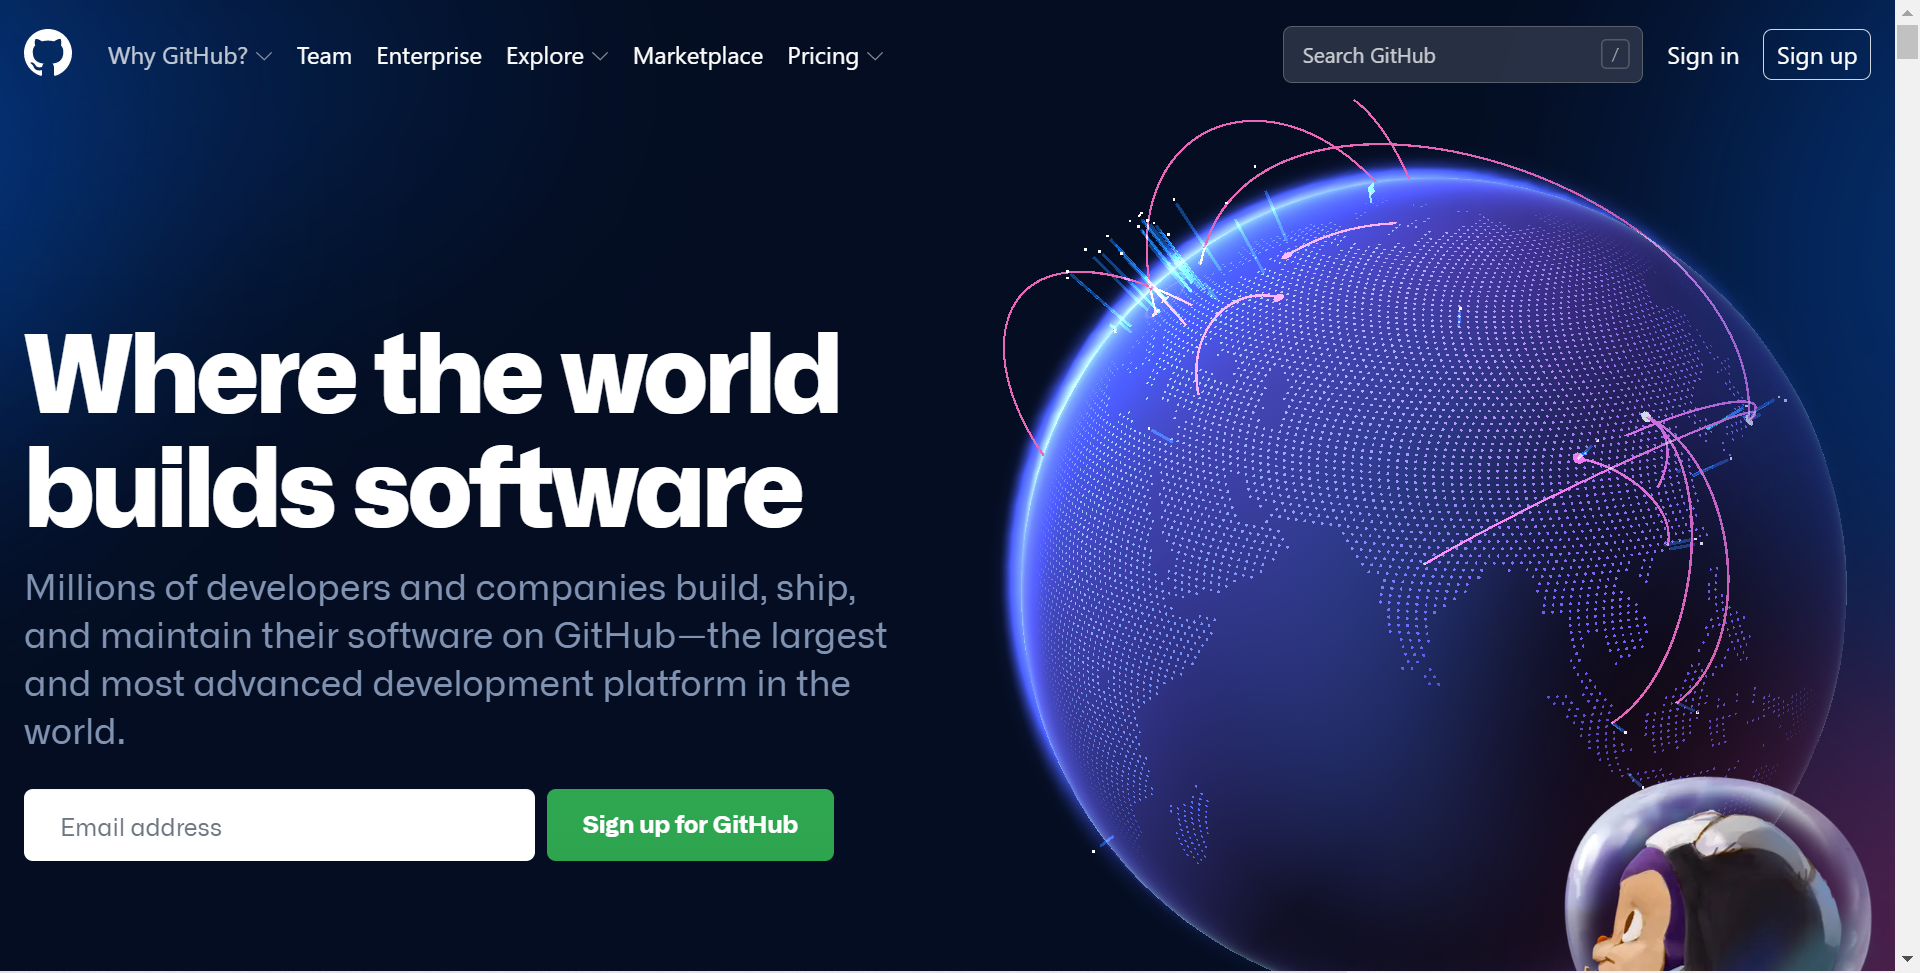 Why GitHub? Team Enterprise Explore Marketplace Pricing Search GitHub / Sign in Sign up
Where the world
builds software
Millions of developers and companies build, ship,
and maintain their software on GitHub—the largest
and most advanced development platform in the
world.
Email address Sign up for GitHub